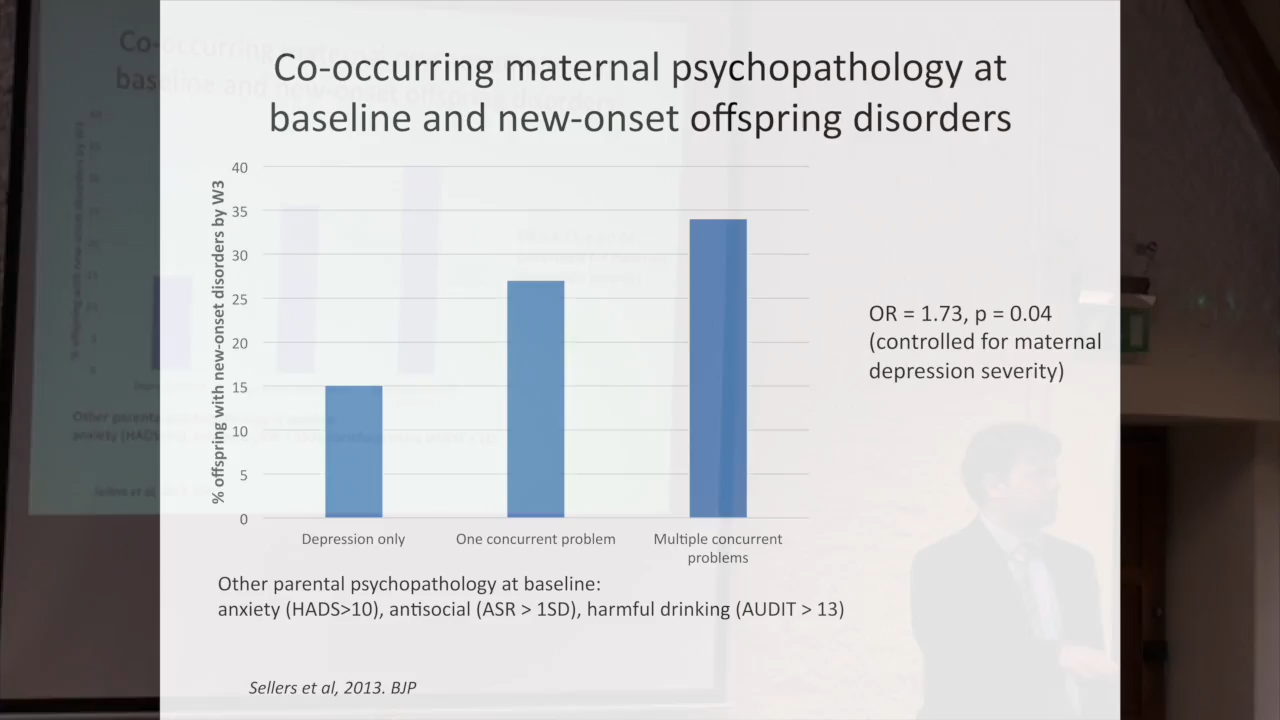 Co-occurring maternal psychopathology at
baseline and new-onset offspring disorders
% offspring with new-onset disorders by W3
40
35
30
25
20
15
10
5
0
Depression only
One concurrent problem
Multiple concurrent
problems
OR = 1.73, p = 0.04
(controlled for maternal
depression severity)
Other parental psychopathology at baseline:
anxiety (HADS>10), antisocial (ASR > 1SD), harmful drinking (AUDIT > 13)
Sellers et al, 2013. BJP